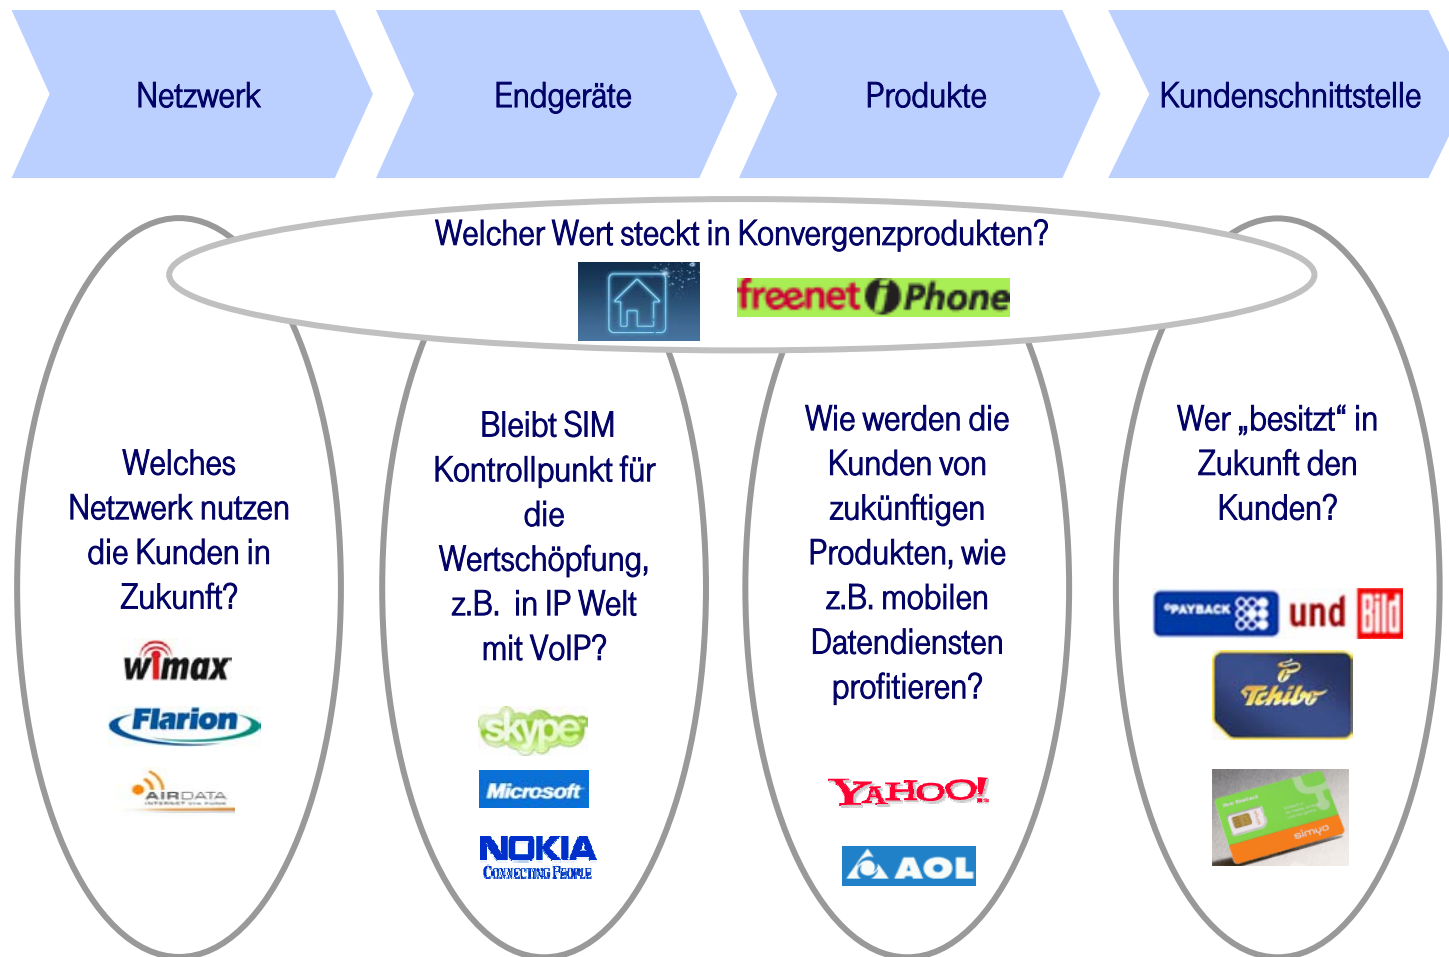 Netzwerk
Endgeräte
Produkte
Kundenschnittstelle
Welcher Wert steckt in Konvergenzprodukten?
freenet iPhone
Welches
Netzwerk nutzen
die Kunden in
Zukunft?
wimax
Flarion
AIRDATA
INTERNET VIA FUNK
Bleibt SIM
Kontrollpunkt für
die
Wertschöpfung,
z.B. in IP Welt
mit VoIP?
skype
Microsoft
NOKIA
CONNECTING PEOPLE
Wie werden die
Kunden von
zukünftigen
Produkten, wie
z.B. mobilen
Datendiensten
profitieren?
YAHOO!
AOL
Wer „besitzt“ in
Zukunft den
Kunden?
PAYBACK und Bild
Tchibo
simyo